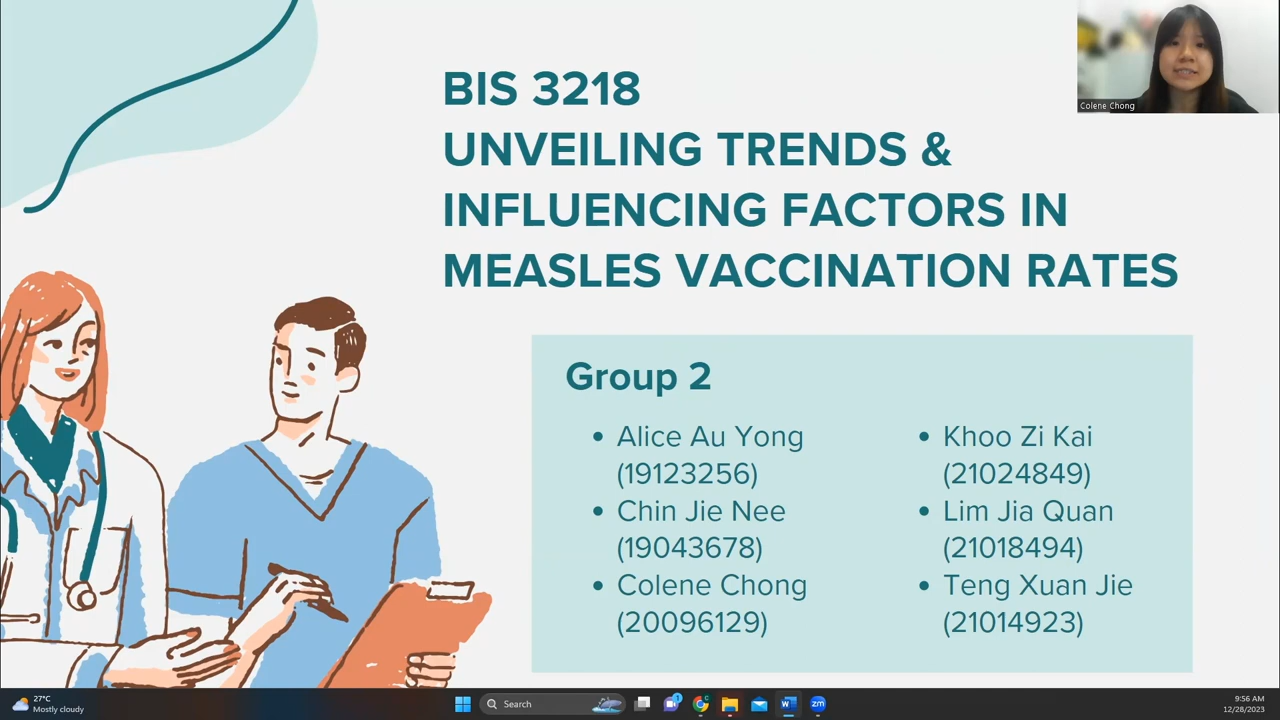 BIS 3218
UNVEILING TRENDS &
INFLUENCING FACTORS IN
MEASLES VACCINATION RATES
Colene Chong
Group 2
• Alice Au Yong
(19123256)
• Chin Jie Nee
(19043678)
• Colene Chong
(20096129)
• Khoo Zi Kai
(21024849)
• Lim Jia Quan
(21018494)
• Teng Xuan Jie
(21014923)
27°C
Mostly cloudy
Search
1
C
W
zm
9:56 AM
12/28/2023